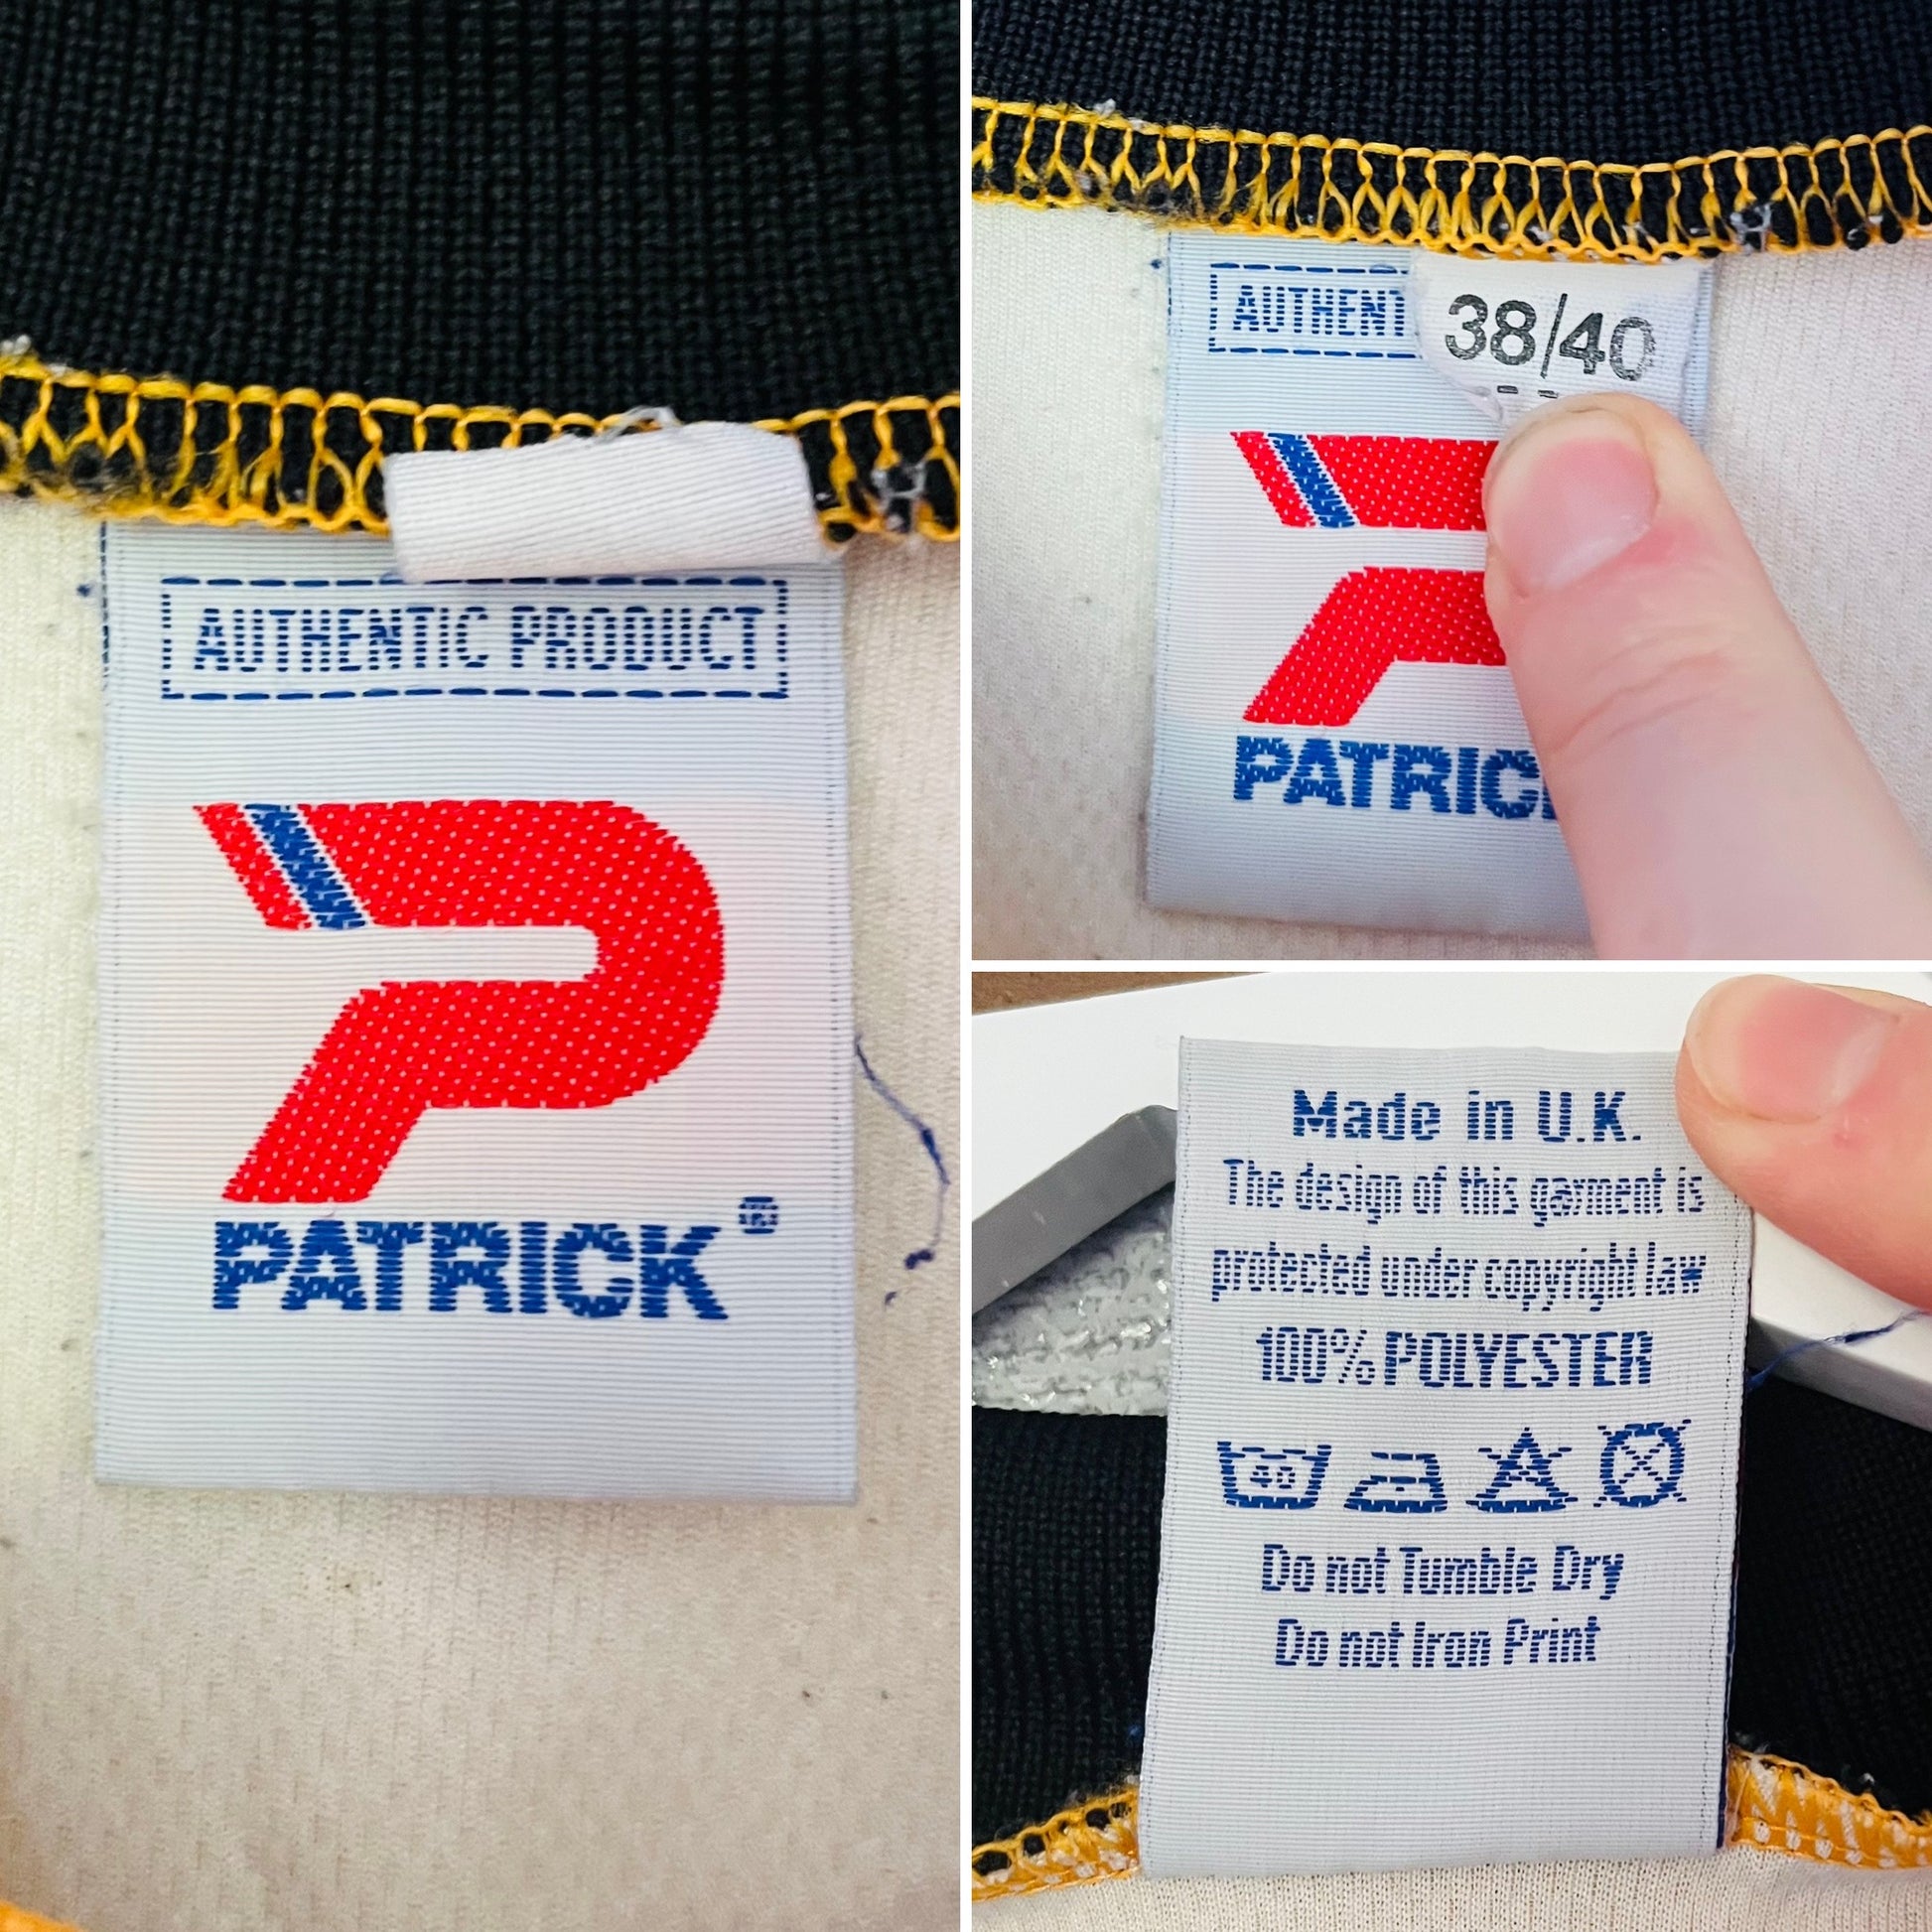 AUTHENTIC PRODUCT
PATRICK®
AUTHENT
38/40
PATRIC
Made in U.K.
The design of this garment is
protected under copyright law
100% POLYESTER
40
Do not Tumble Dry
Do not Iron Print